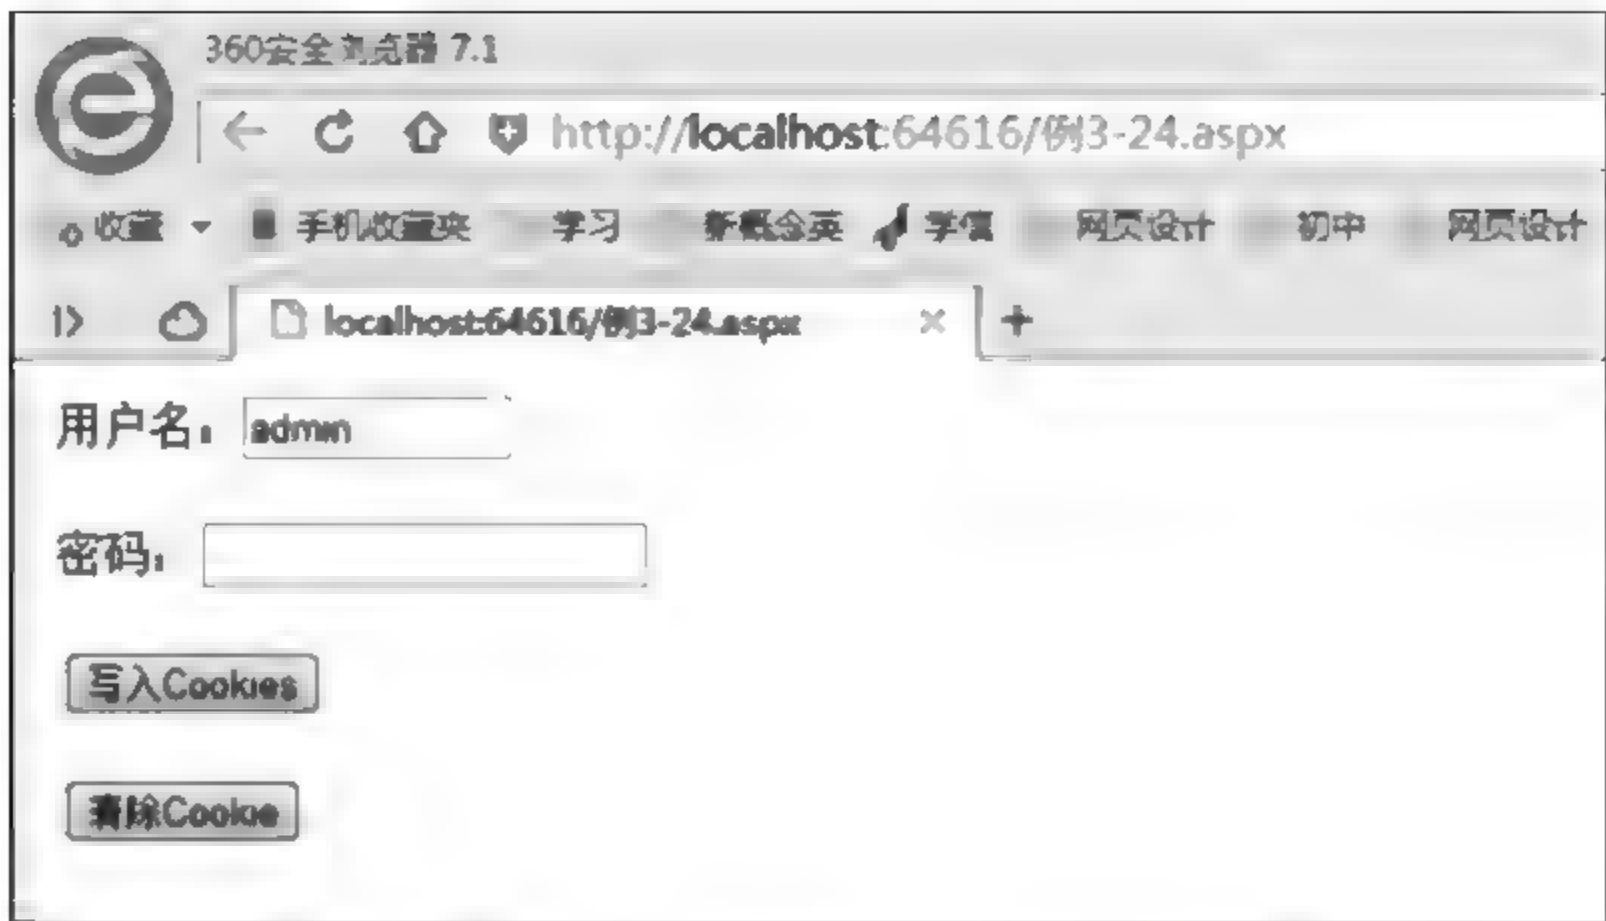 360安全浏览器 7.1
http://localhost:64616/例3-24.aspx
收藏 手机收藏夹 学习 新概念英 学信 网页设计 初中 网页设计
localhost:64616/例3-24.aspx
用户名： admin
密码：
写入Cookies
清除Cookie